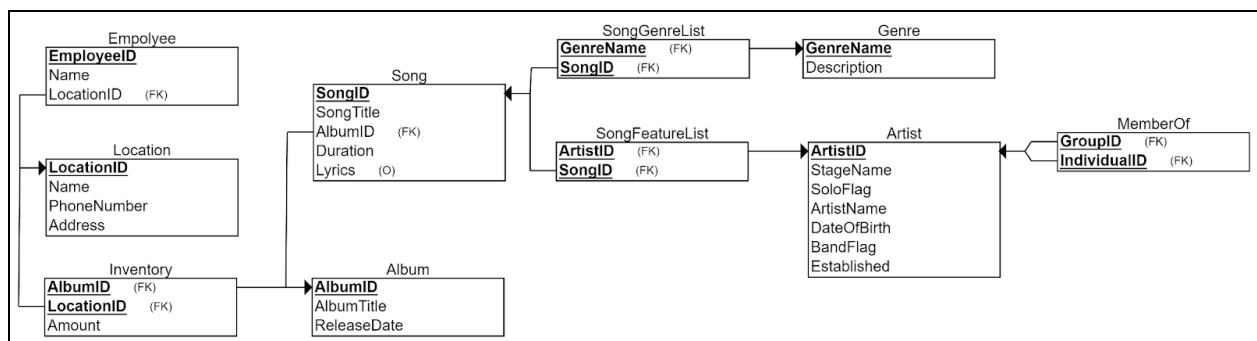 Empolyee
EmployeeID
Name
LocationID (FK)
Location
LocationID
Name
PhoneNumber
Address
Inventory
AlbumID (FK)
LocationID (FK)
Amount
Song
SongID
SongTitle
AlbumID (FK)
Duration
Lyrics (O)
Album
AlbumID
AlbumTitle
ReleaseDate
SongGenreList
GenreName (FK)
SongID (FK)
SongFeatureList
ArtistID (FK)
SongID (FK)
Genre
GenreName
Description
Artist
ArtistID
StageName
SoloFlag
ArtistName
DateOfBirth
BandFlag
Established
MemberOf
GroupID (FK)
IndividualID (FK)